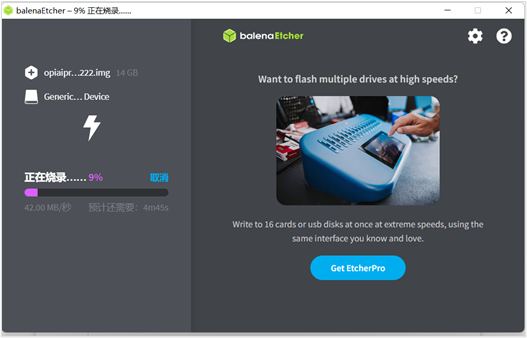 balenaEtcher – 9% 正在烧录……
balenaEtcher
opiaipr...222.img 14 GB
Generic... Device
正在烧录…… 9% 取消
42.00 MB/秒 预计还需要：4m45s
Want to flash multiple drives at high speeds?
Write to 16 cards or usb disks at once at extreme speeds, using the
same interface you know and love.
Get EtcherPro